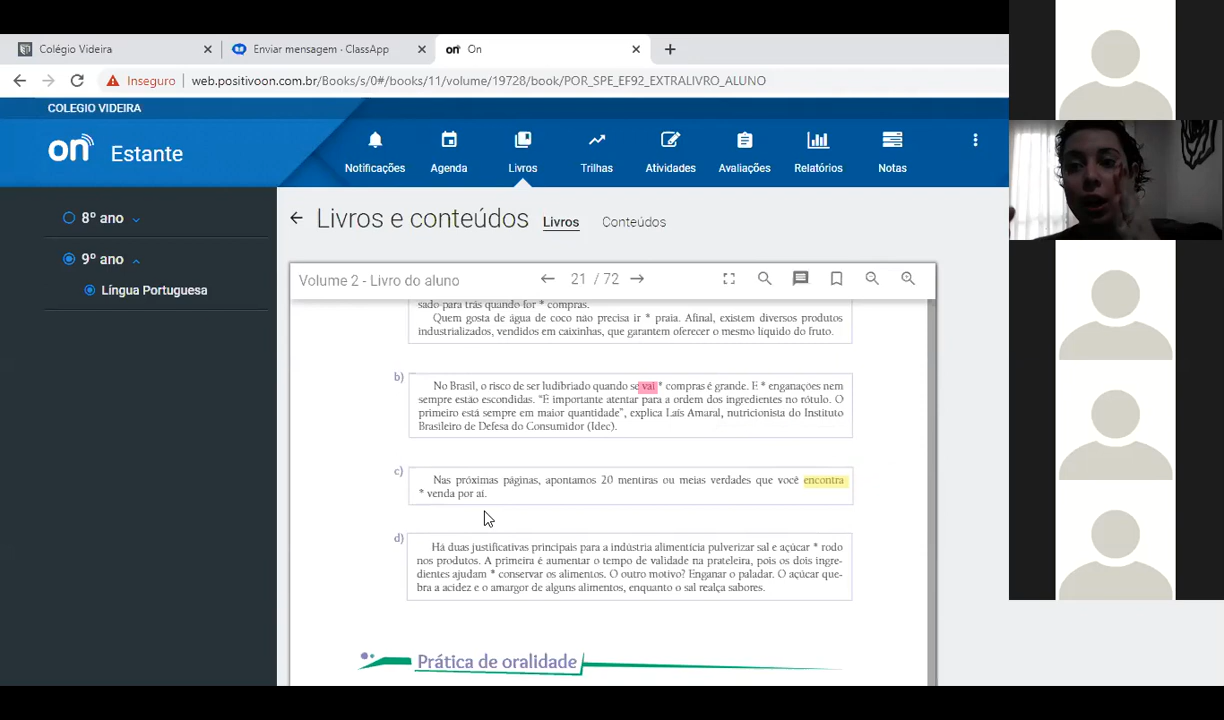 Colégio Videira
Enviar mensagem · ClassApp
On
Inseguro | web.positivoon.com.br/Books/s/0#/books/11/volume/19728/book/POR_SPE_EF92_EXTRALIVRO_ALUNO
COLEGIO VIDEIRA
on Estante
Notificações Agenda Livros Trilhas Atividades Avaliações Relatórios Notas
8º ano
9º ano
Língua Portuguesa
Livros e conteúdos Livros Conteúdos
Volume 2 - Livro do aluno 21 / 72
sado para trás quando for * compras.
Quem gosta de água de coco não precisa ir * praia. Afinal, existem diversos produtos
industrializados, vendidos em caixinhas, que garantem oferecer o mesmo líquido do fruto.
b) No Brasil, o risco de ser ludibriado quando se vai * compras é grande. E * enganações nem
sempre estão escondidas. “É importante atentar para a ordem dos ingredientes no rótulo. O
primeiro está sempre em maior quantidade”, explica Laís Amaral, nutricionista do Instituto
Brasileiro de Defesa do Consumidor (Idec).
c) Nas próximas páginas, apontamos 20 mentiras ou meias verdades que você encontra
* venda por aí.
d) Há duas justificativas principais para a indústria alimentícia pulverizar sal e açúcar * rodo
nos produtos. A primeira é aumentar o tempo de validade na prateleira, pois os dois ingre-
dientes ajudam * conservar os alimentos. O outro motivo? Enganar o paladar. O açúcar que-
bra a acidez e o amargor de alguns alimentos, enquanto o sal realça sabores.
Prática de oralidade